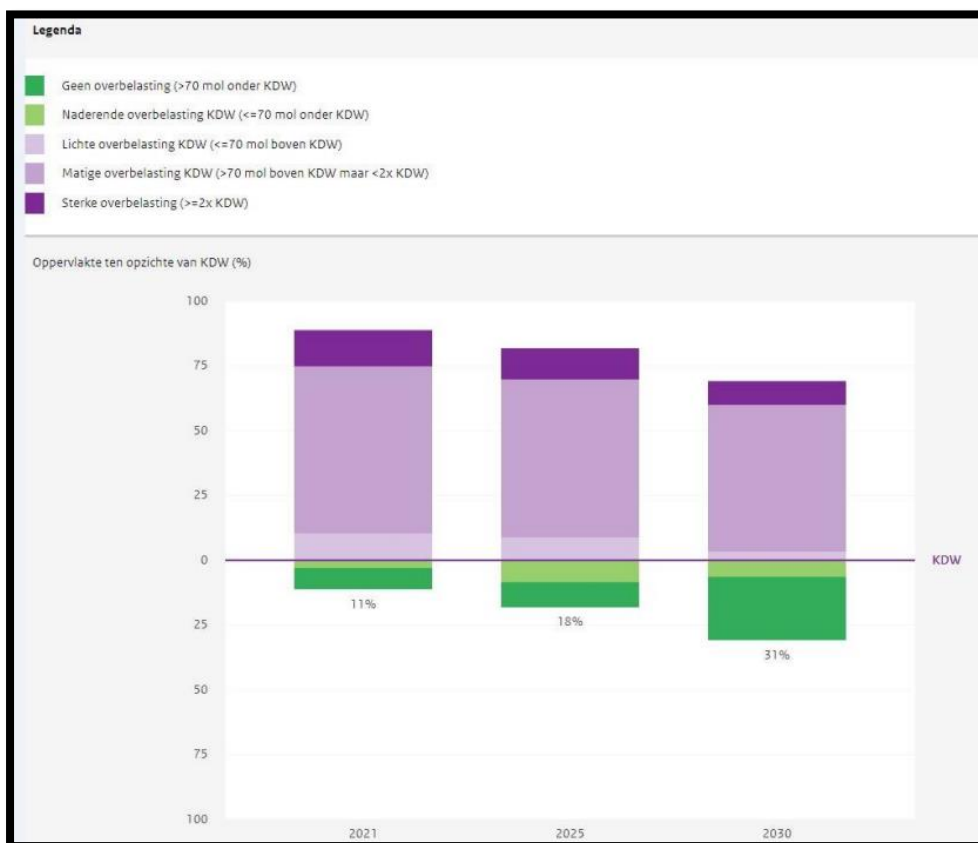 Legenda
Geen overbelasting (>70 mol onder KDW)
Naderende overbelasting KDW (<=70 mol onder KDW)
Lichte overbelasting KDW (<=70 mol boven KDW)
Matige overbelasting KDW (>70 mol boven KDW maar <2x KDW)
Sterke overbelasting (>=2x KDW)
Oppervlakte ten opzichte van KDW (%)
100
75
50
25
0
KDW
11%
18%
25
31%
50
75
100
2021 2025 2030